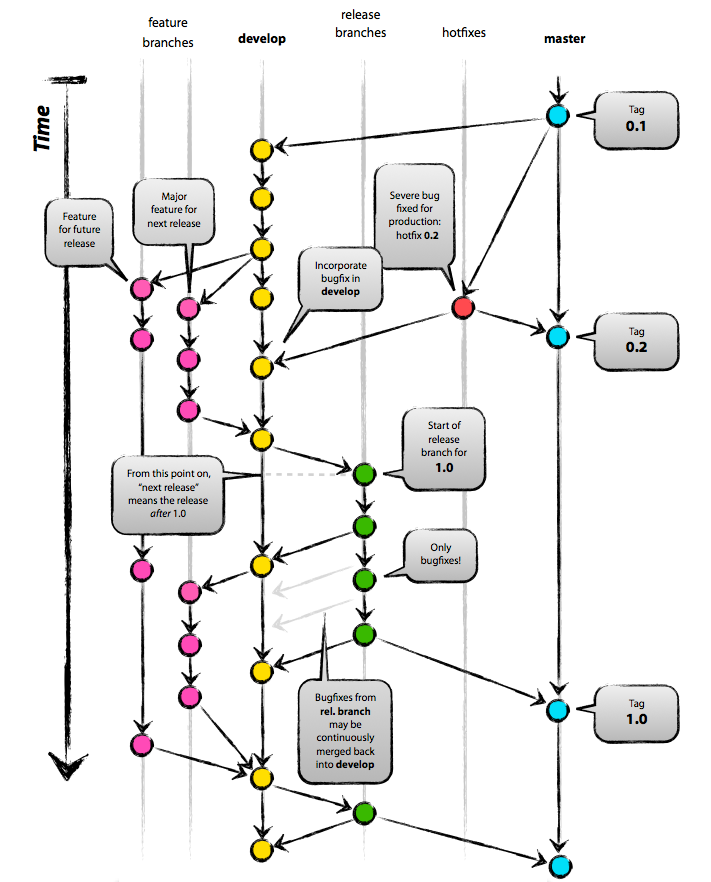 feature
branches
develop
release
branches
hotfixes
master
Time
Tag
0.1
Major
feature for
next release
Severe bug
fixed for
production:
hotfix 0.2
Feature
for future
release
Incorporate
bugfix in
develop
Tag
0.2
Start of
release
branch for
1.0
From this point on,
“next release”
means the release
after 1.0
Only
bugfixes!
Bugfixes from
rel. branch
may be
continuously
merged back
into develop
Tag
1.0